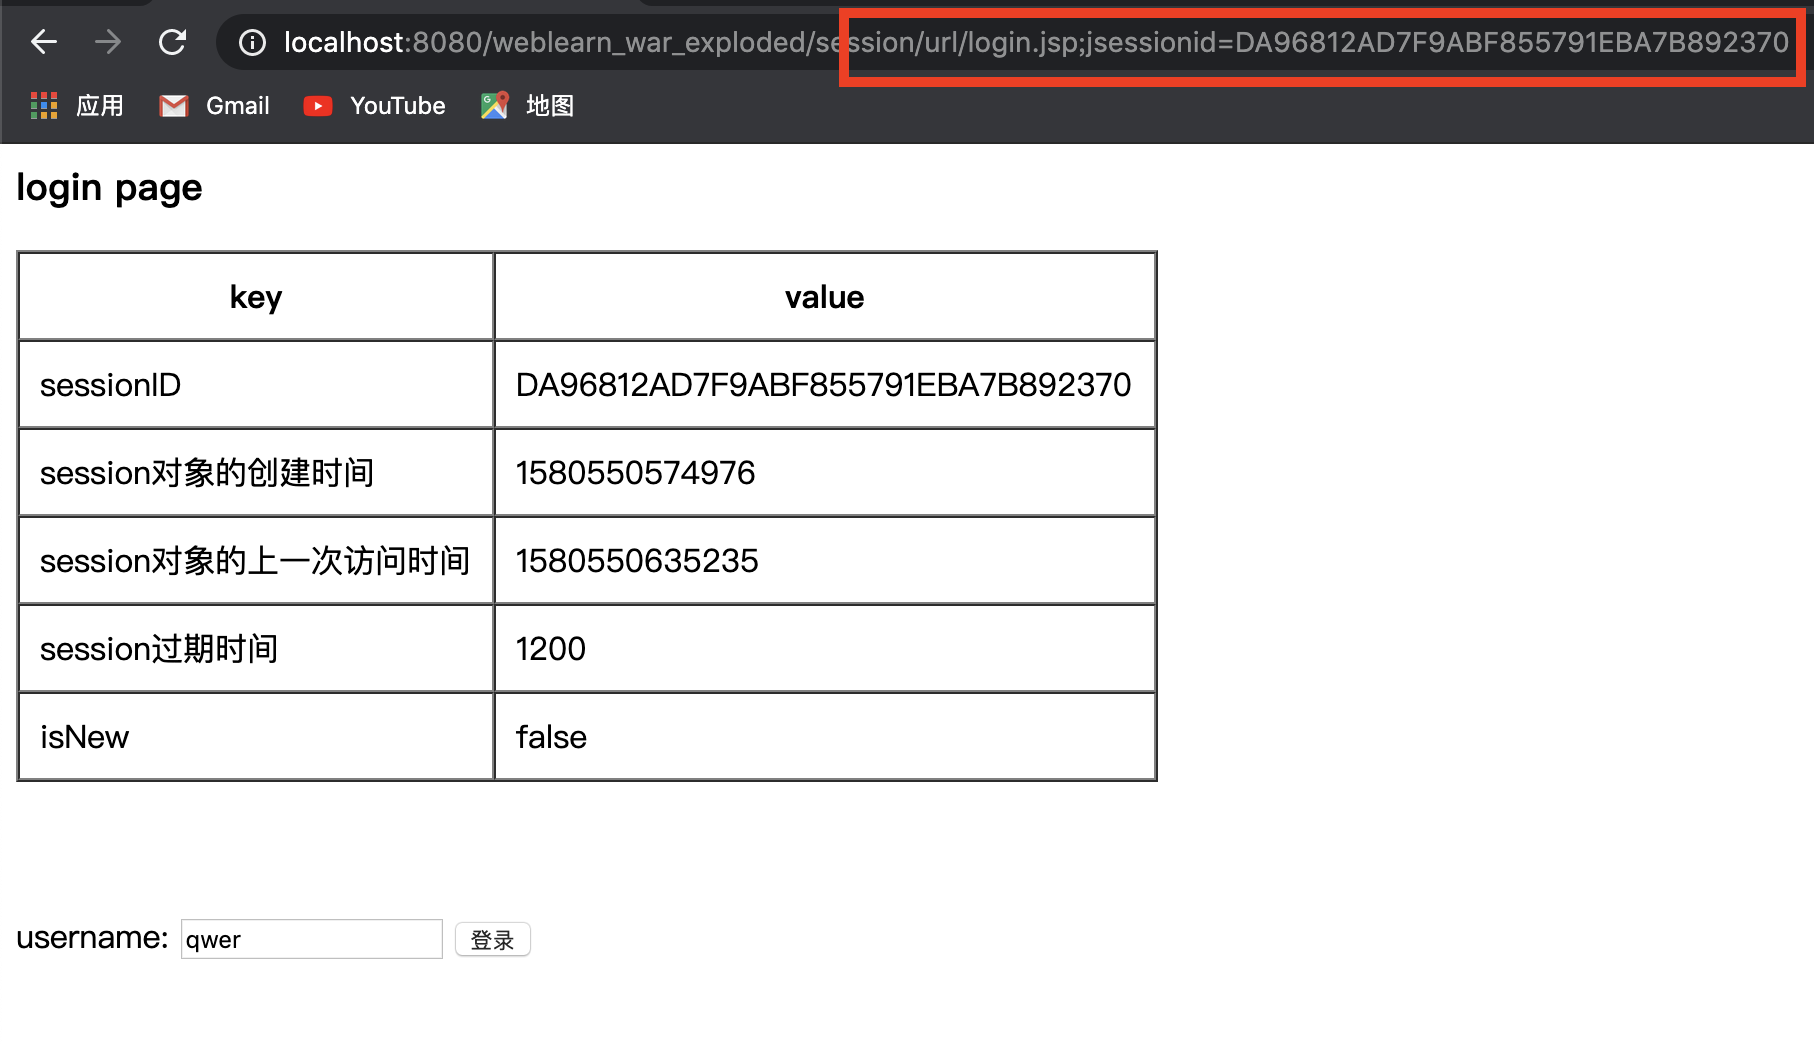 localhost:8080/weblearn_war_exploded/session/url/login.jsp;jsessionid=DA96812AD7F9ABF855791EBA7B892370
应用 Gmail YouTube 地图
login page
key value
sessionID DA96812AD7F9ABF855791EBA7B892370
session对象的创建时间 1580550574976
session对象的上一次访问时间 1580550635235
session过期时间 1200
isNew false
username: qwer 登录